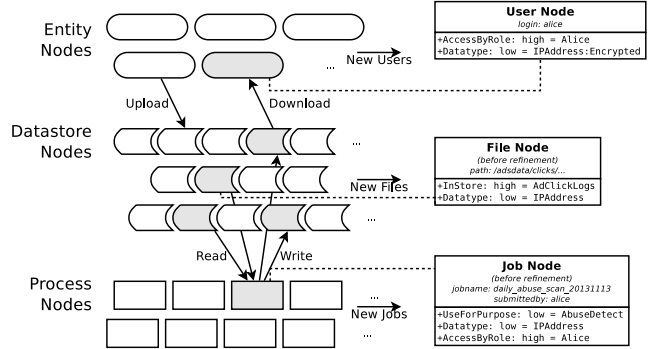 Entity
Nodes
...
New Users
User Node
login: alice
+AccessByRole: high = Alice
+Datatype: low = IPAddress:Encrypted
Upload
Download
Datastore
Nodes
...
New Files
...
File Node
(before refinement)
path: /adsdata/clicks/...
+InStore: high = AdClickLogs
+Datatype: low = IPAddress
Read
Write
Process
Nodes
...
New Jobs
...
Job Node
(before refinement)
jobname: daily_abuse_scan_20131113
submittedby: alice
+UseForPurpose: low = AbuseDetect
+Datatype: low = IPAddress
+AccessByRole: high = Alice